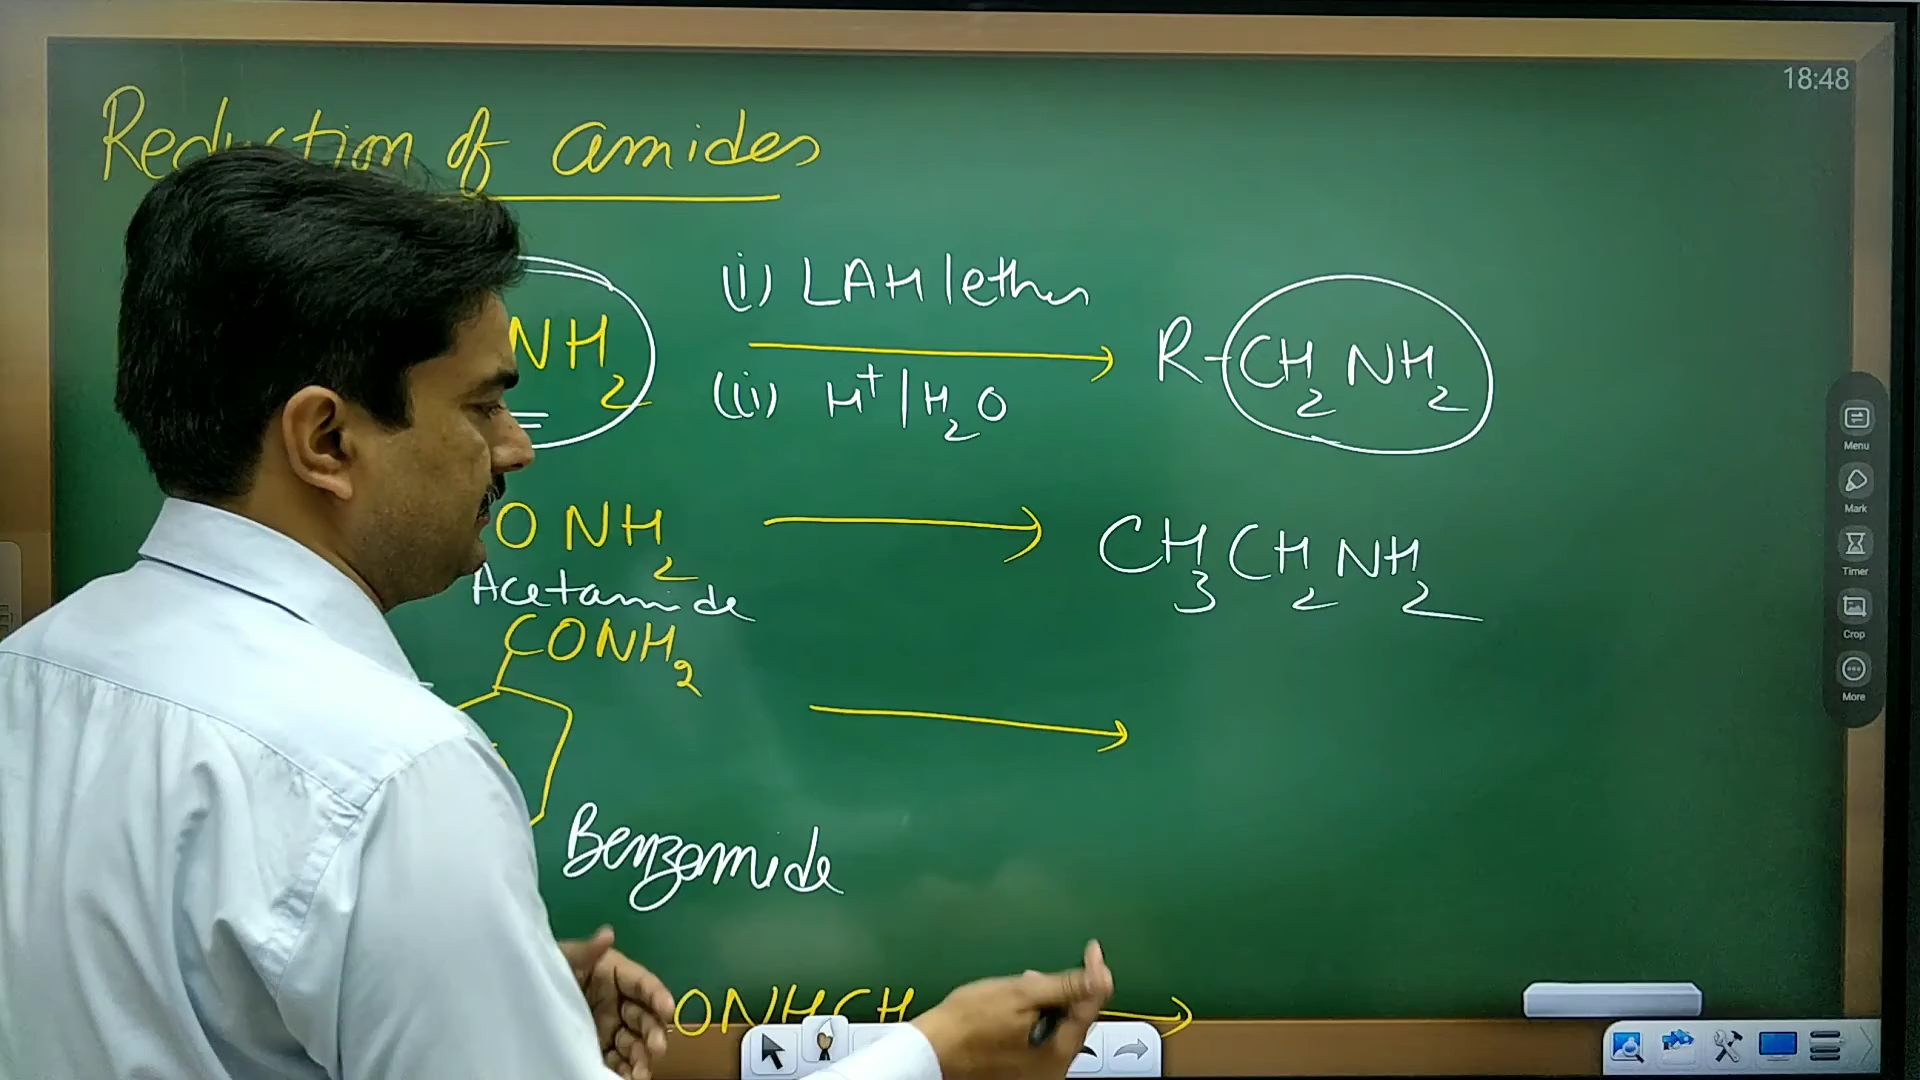 18:48
Reduction of amides
NH2 (i) LAH/ether R-CH2NH2
(ii) H+/H2O
ONH2 CH3CH2NH2
Acetamide
CONH2
Benzamide
ONHCH
Menu
Mark
Timer
Crop
More